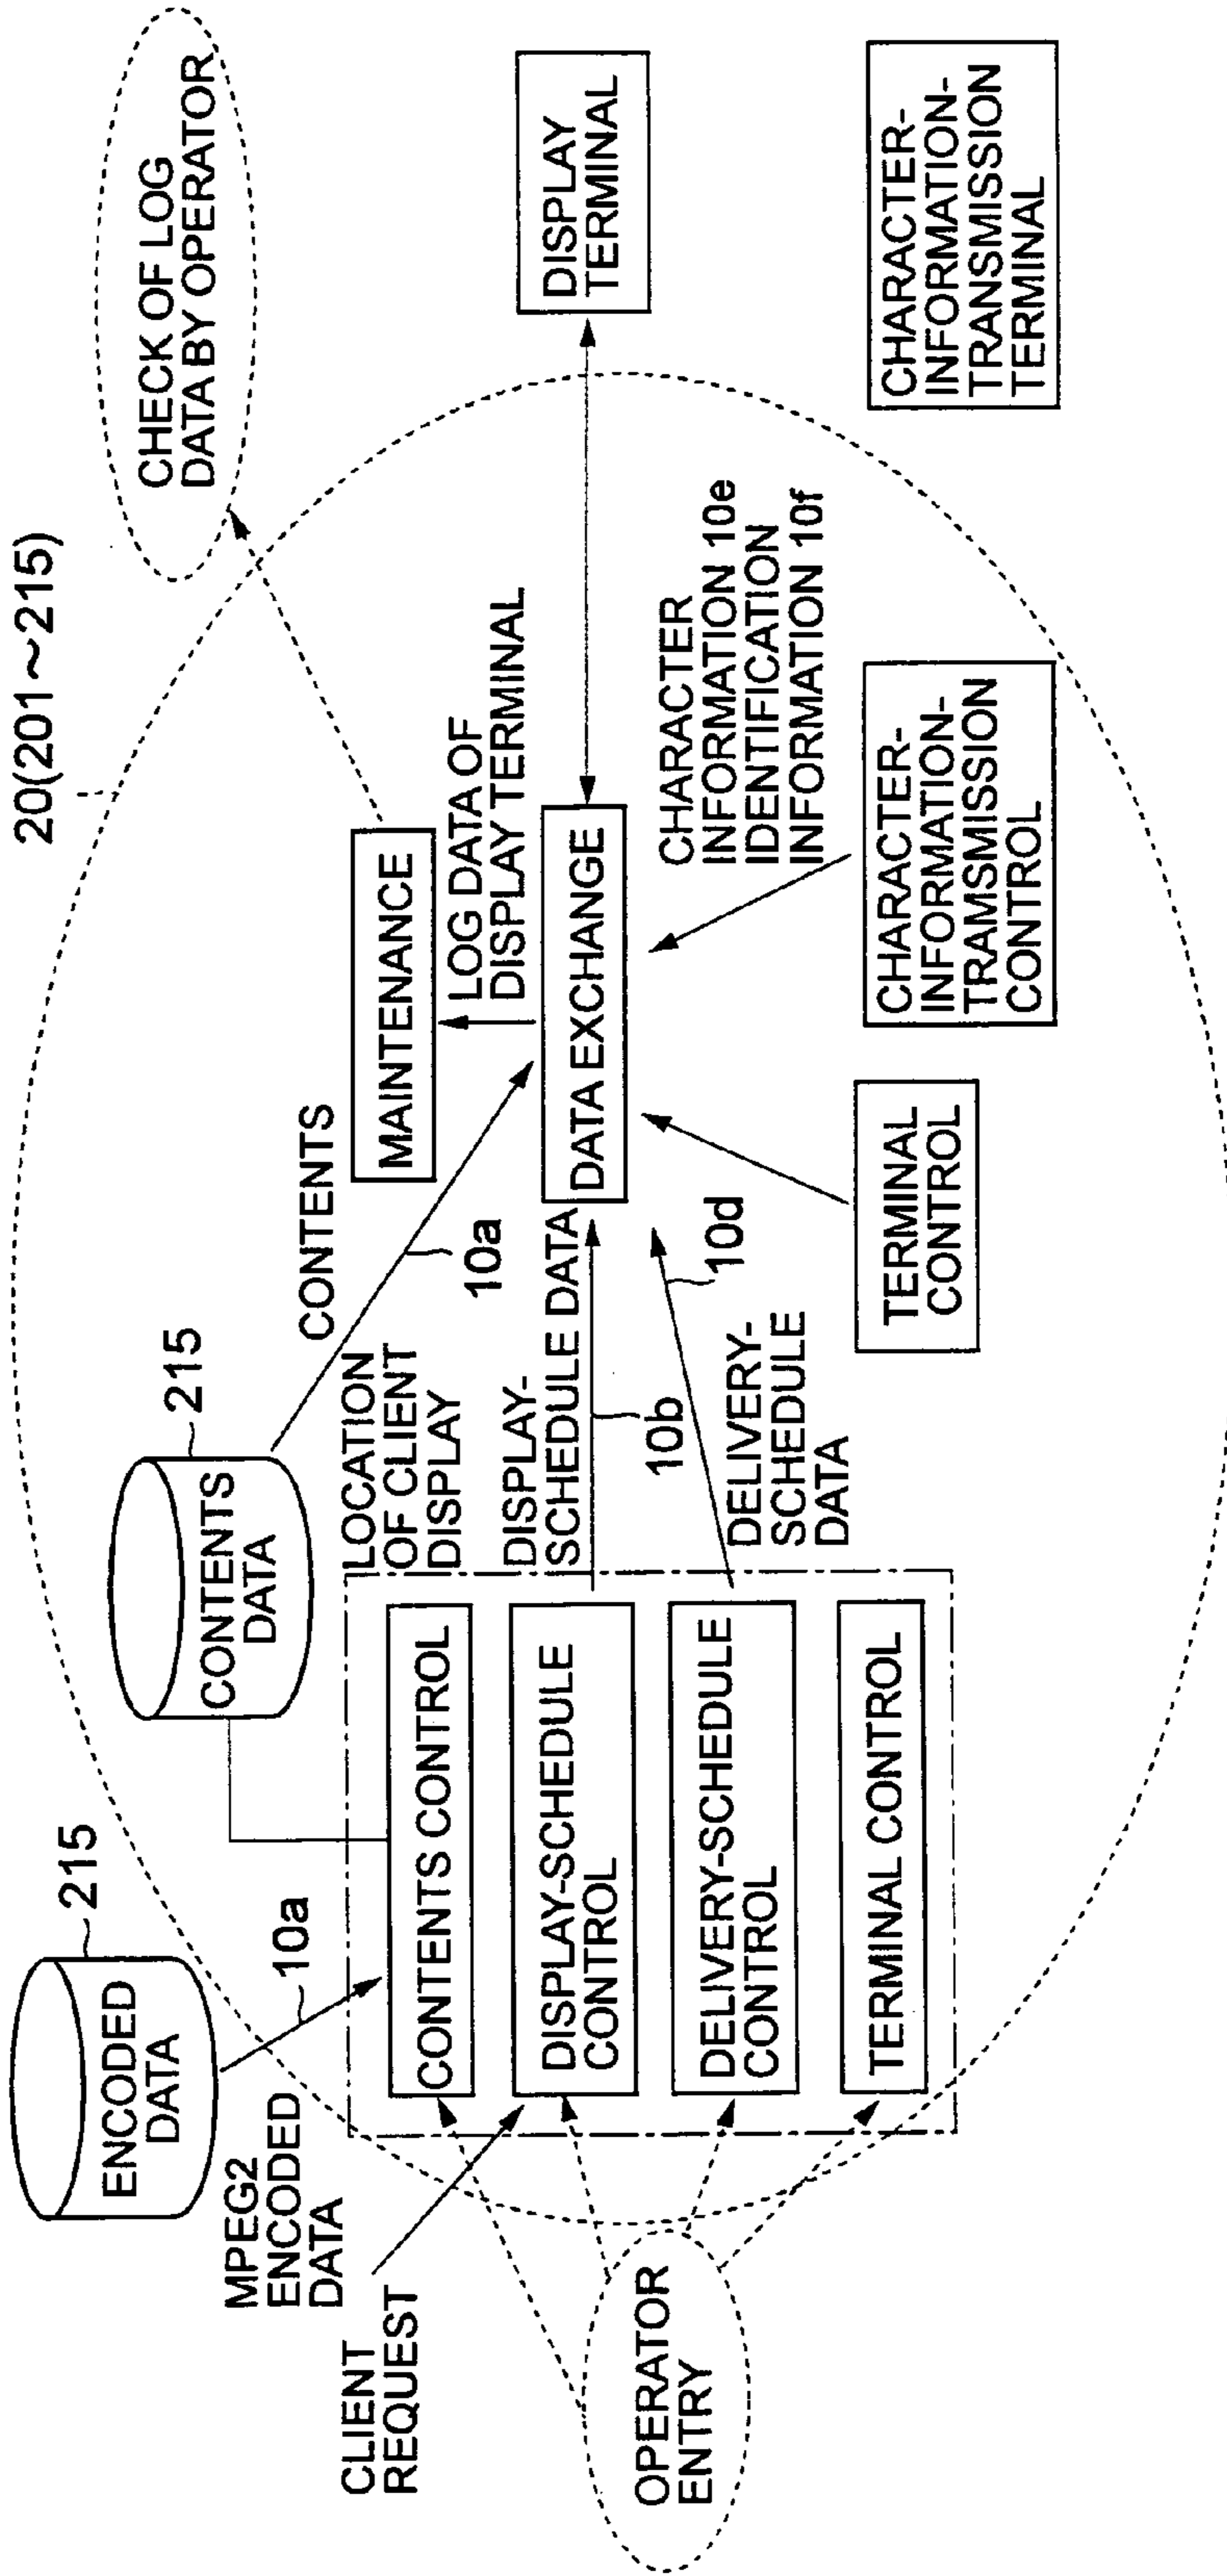 20(201~215)
ENCODED
DATA
215
10a
MPEG2
ENCODED
DATA
CLIENT
REQUEST
OPERATOR
ENTRY
CONTENTS
DATA
215
CONTENTS CONTROL
DISPLAY-SCHEDULE
CONTROL
DELIVERY-SCHEDULE
CONTROL
TERMINAL CONTROL
LOCATION
OF CLIENT
DISPLAY
CONTENTS
10a
DISPLAY-
SCHEDULE DATA
10b
10d
DELIVERY-
SCHEDULE
DATA
MAINTENANCE
LOG DATA OF
DISPLAY TERMINAL
DATA EXCHANGE
TERMINAL
CONTROL
CHARACTER
INFORMATION 10e
IDENTIFICATION
INFORMATION 10f
CHARACTER-
INFORMATION-
TRAMSMISSION
CONTROL
CHECK OF LOG
DATA BY OPERATOR
DISPLAY
TERMINAL
CHARACTER-
INFORMATION-
TRANSMISSION
TERMINAL